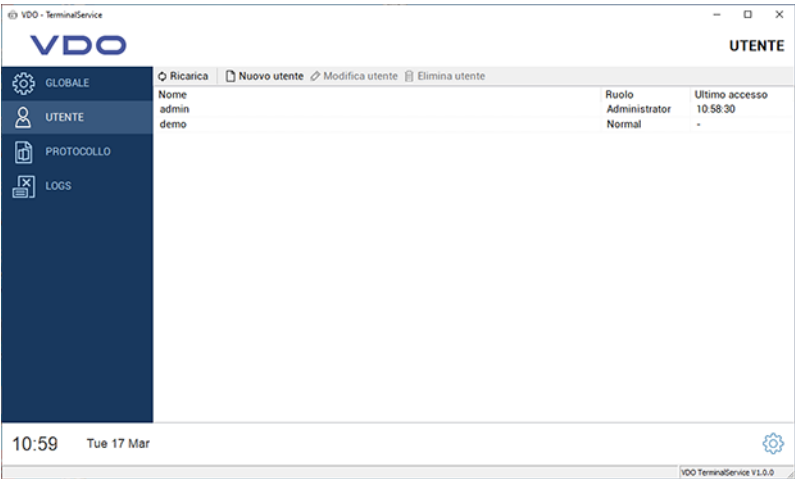 VDO - TerminalService
VDO
UTENTE
GLOBALE
UTENTE
PROTOCOLLO
LOGS
Ricarica Nuovo utente Modifica utente Elimina utente
Nome Ruolo Ultimo accesso
admin Administrator 10:58:30
demo Normal -
10:59 Tue 17 Mar
VDO TerminalService V1.0.0